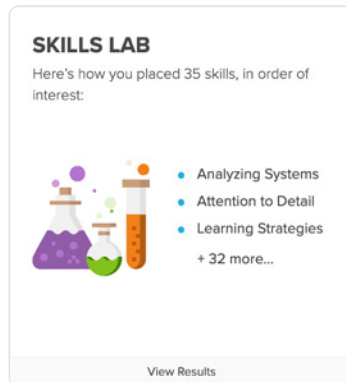 SKILLS LAB
Here's how you placed 35 skills, in order of
interest:
Analyzing Systems
Attention to Detail
Learning Strategies
+ 32 more...
View Results